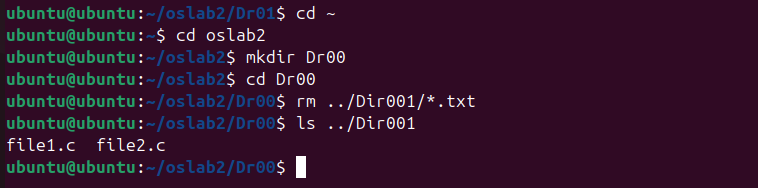 ubuntu@ubuntu:~/oslab2/Dr01$ cd ~
ubuntu@ubuntu:~$ cd oslab2
ubuntu@ubuntu:~/oslab2$ mkdir Dr00
ubuntu@ubuntu:~/oslab2$ cd Dr00
ubuntu@ubuntu:~/oslab2/Dr00$ rm ../Dir001/*.txt
ubuntu@ubuntu:~/oslab2/Dr00$ ls ../Dir001
file1.c  file2.c
ubuntu@ubuntu:~/oslab2/Dr00$